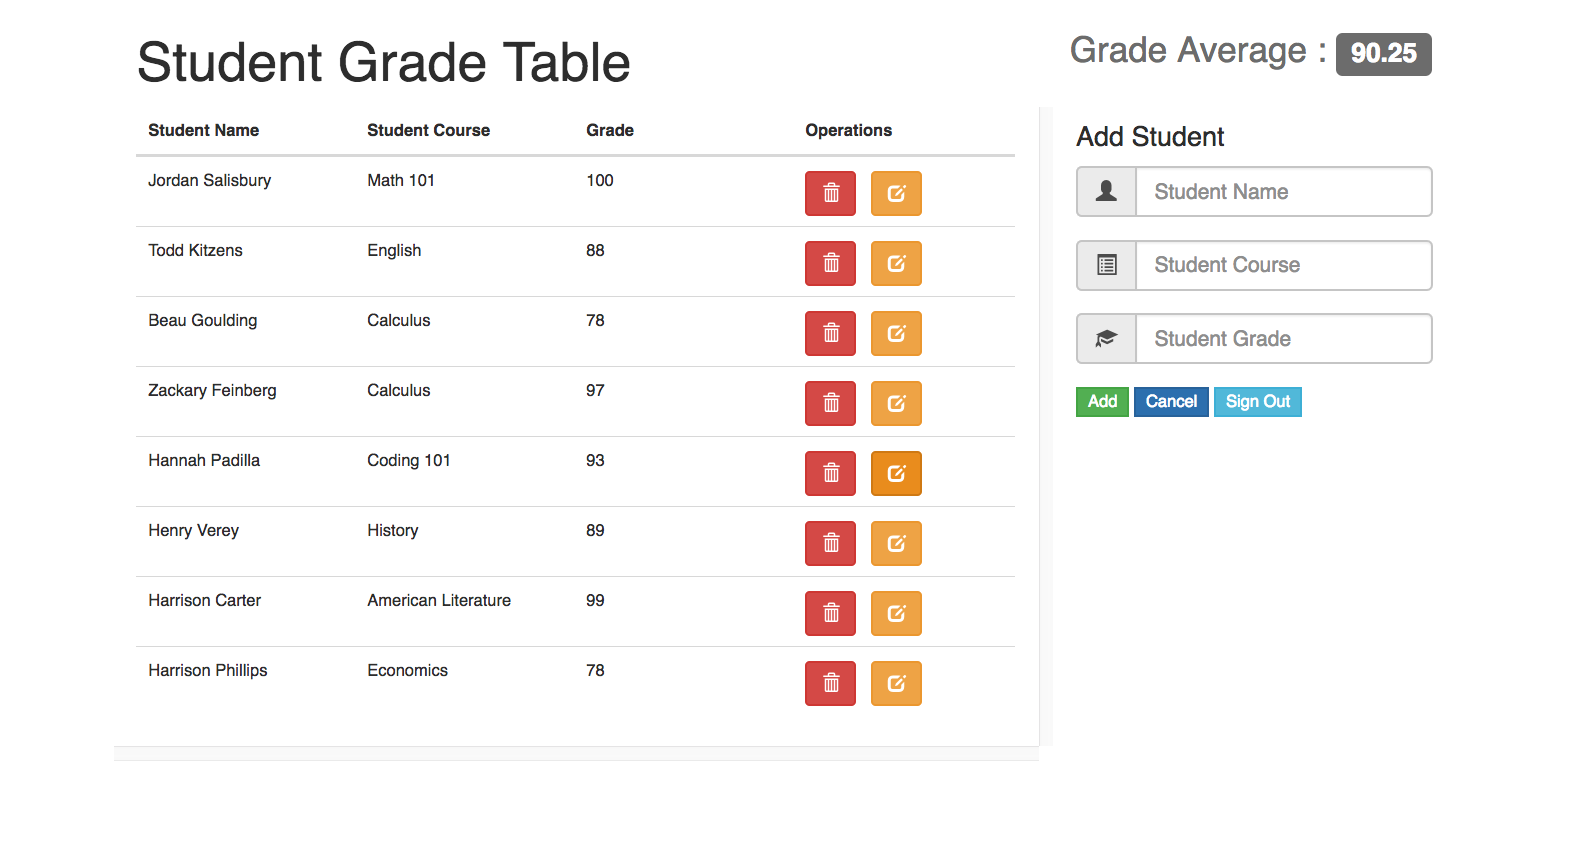 Student Grade Table
Grade Average : 90.25
Student Name Student Course Grade Operations
Jordan Salisbury Math 101 100
Todd Kitzens English 88
Beau Goulding Calculus 78
Zackary Feinberg Calculus 97
Hannah Padilla Coding 101 93
Henry Verey History 89
Harrison Carter American Literature 99
Harrison Phillips Economics 78
Add Student
Student Name
Student Course
Student Grade
Add Cancel Sign Out